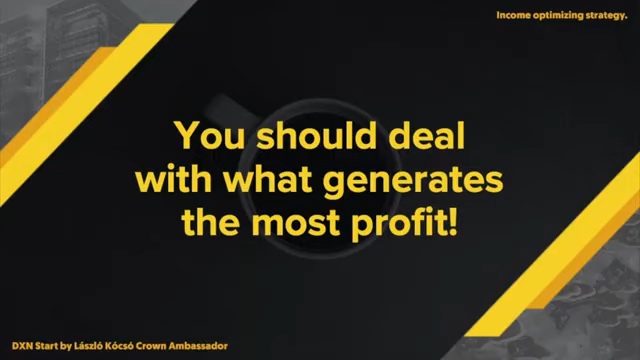 Income optimizing strategy.
You should deal
with what generates
the most profit!
DXN Start by László Kócsó Crown Ambassador